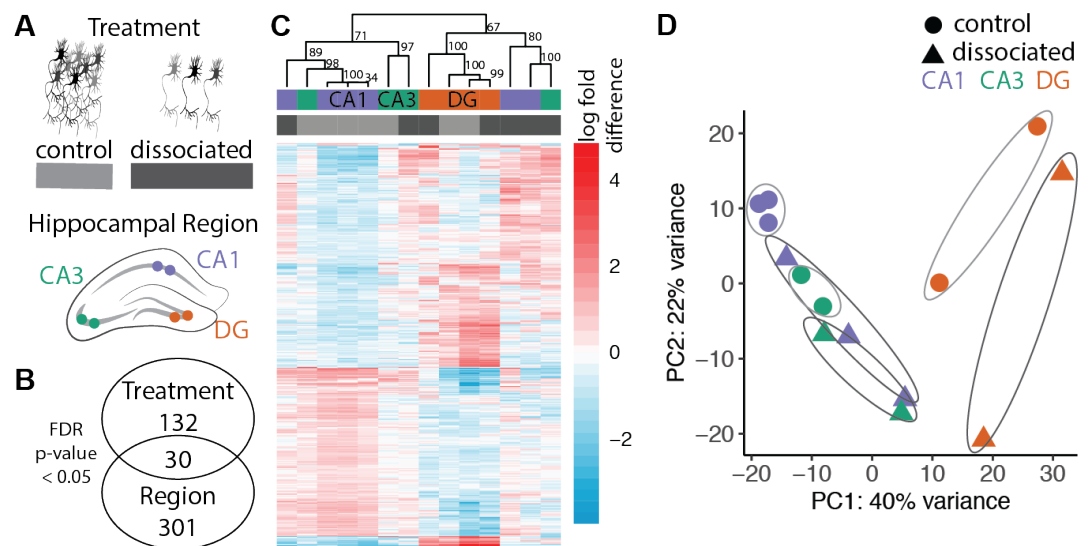 A
Treatment
control
dissociated
Hippocampal Region
CA3
CA1
DG
B
FDR
p-value
< 0.05
Treatment
132
30
Region
301
C
67
71
80
89
97
100
98
100
100
100
34
99
CA1
CA3
DG
log fold
difference
4
2
0
−2
D
control
dissociated
CA1 CA3 DG
PC2: 22% variance
20
10
0
−10
−20
−20
−10
0
10
20
30
PC1: 40% variance